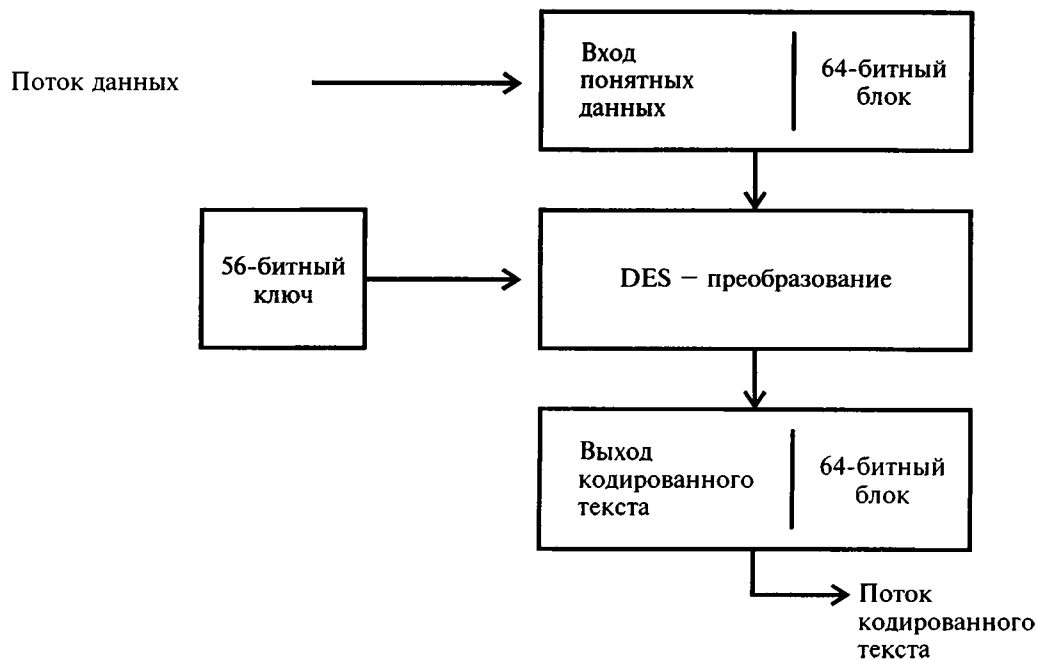 Поток данных
Вход
понятных
данных
64-битный
блок
56-битный
ключ
DES − преобразование
Выход
кодированного
текста
64-битный
блок
Поток
кодированного
текста